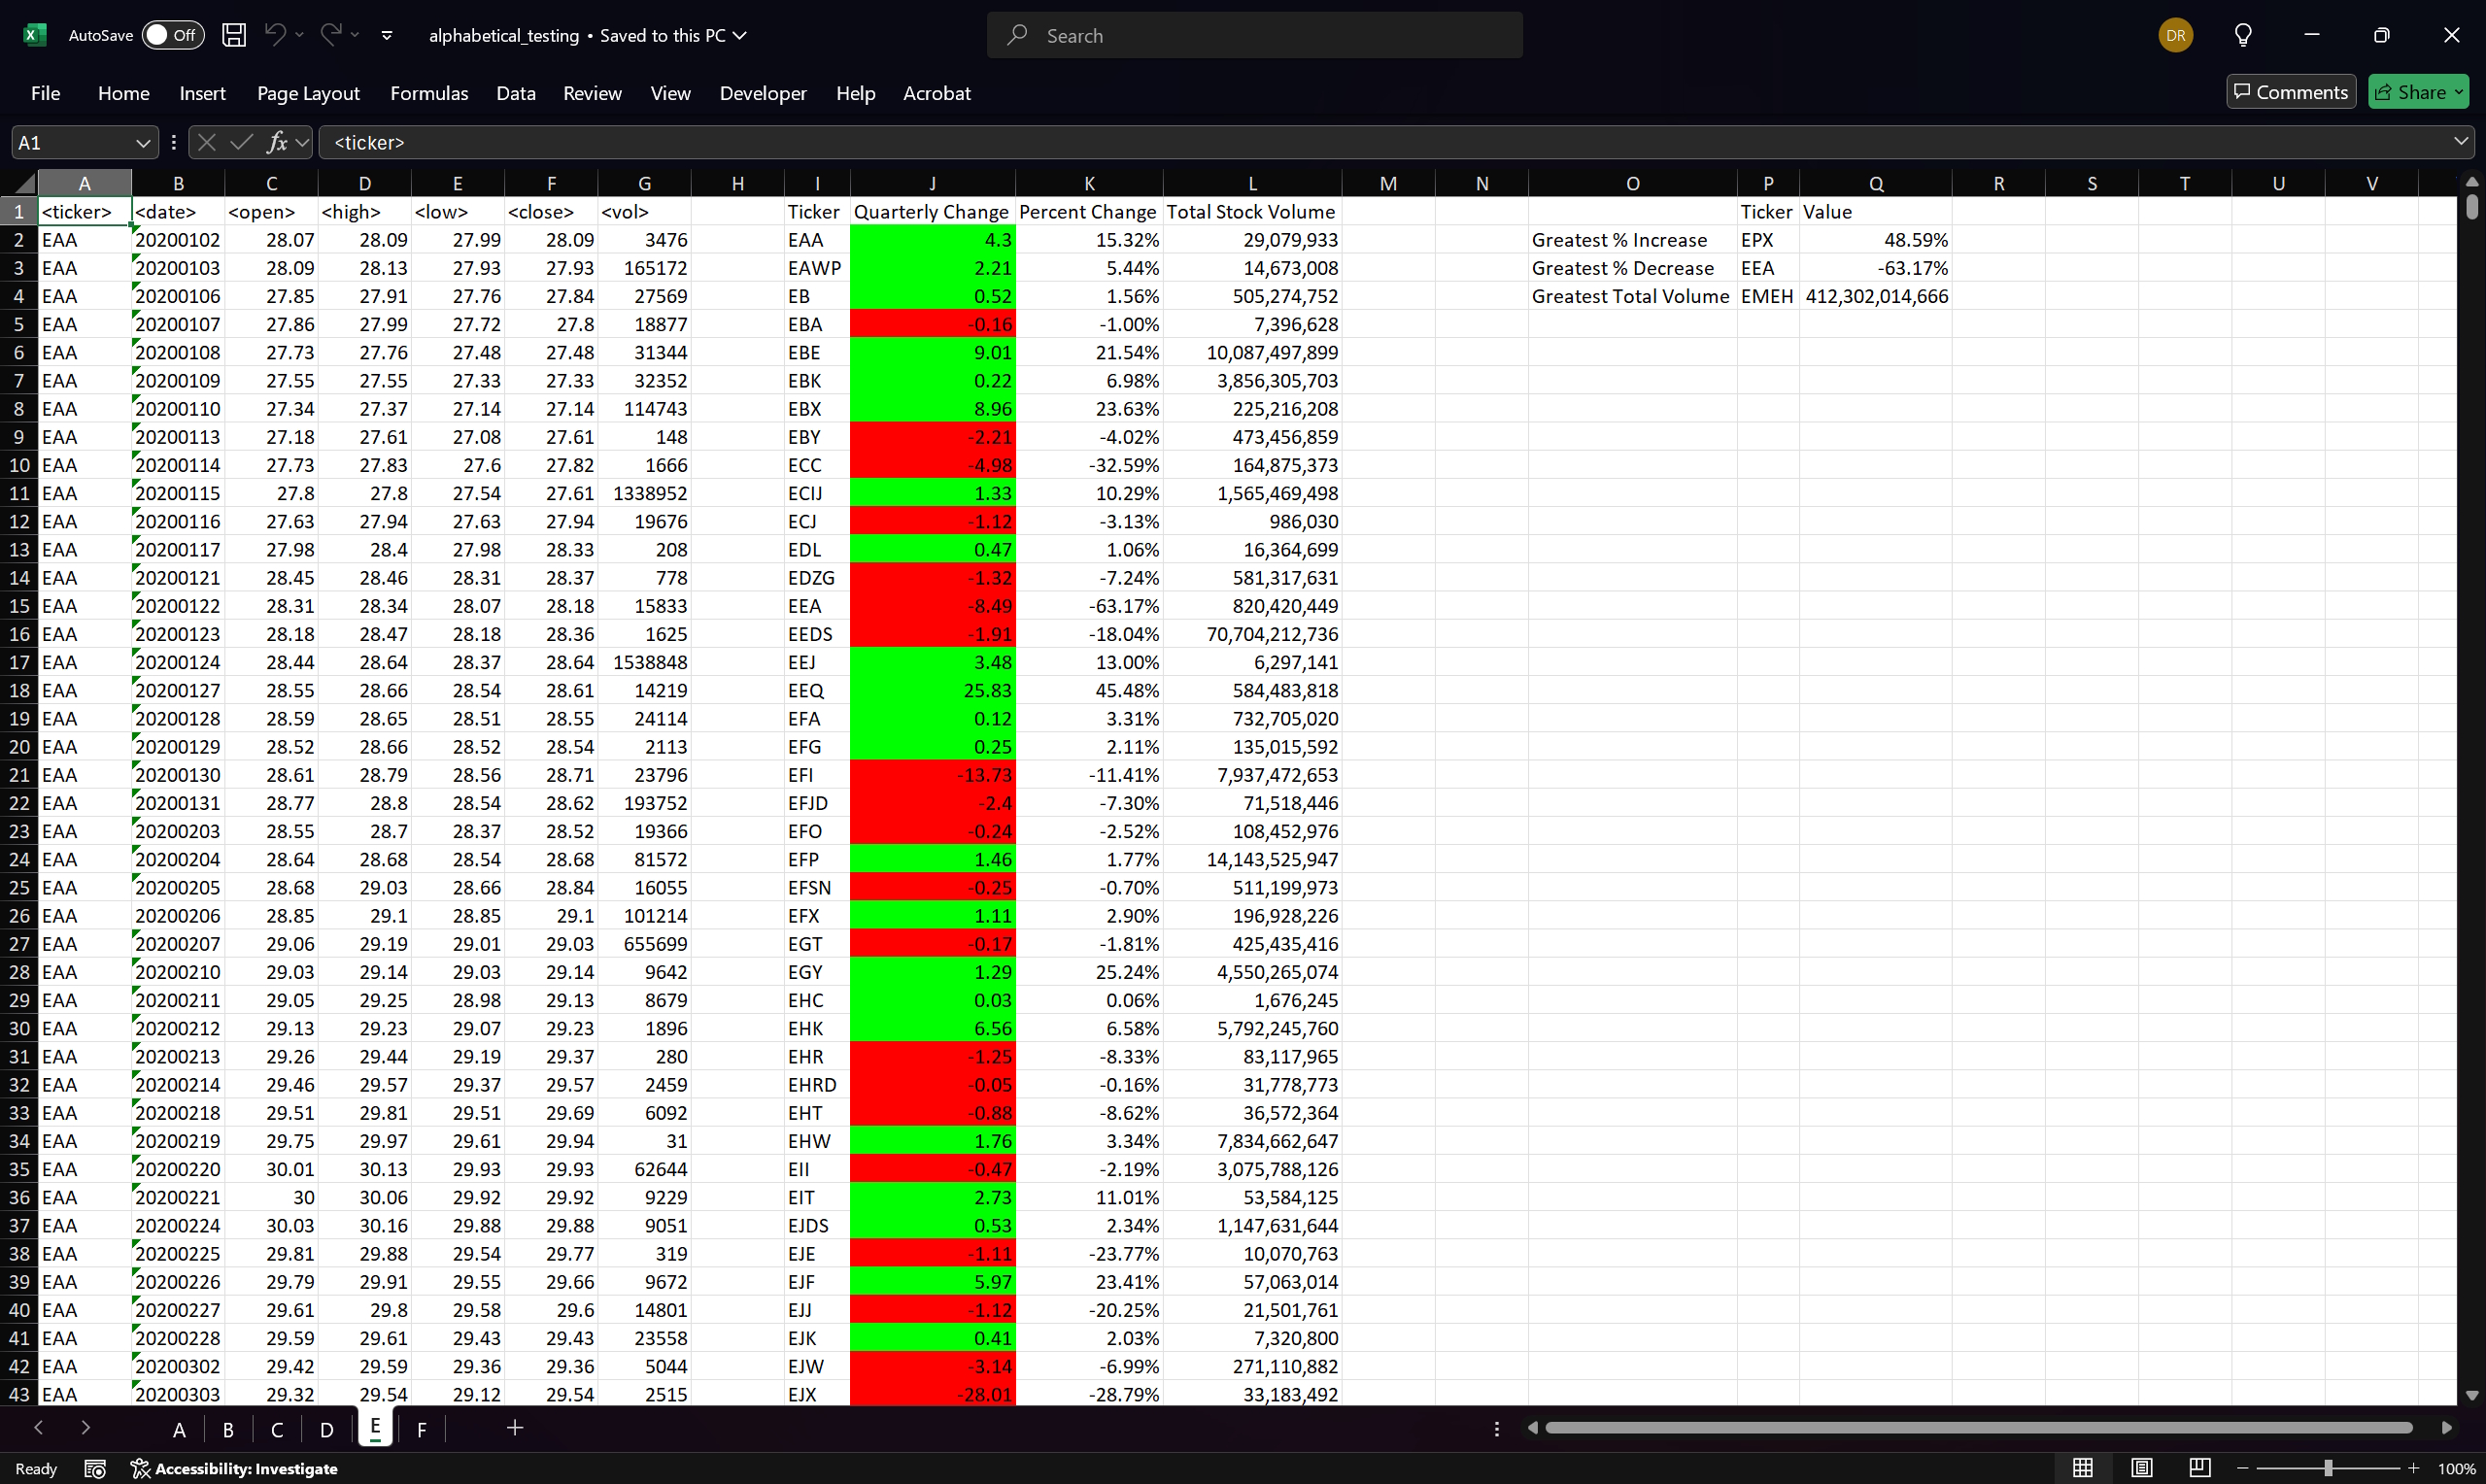 AutoSave Off alphabetical_testing • Saved to this PC Search DR
File Home Insert Page Layout Formulas Data Review View Developer Help Acrobat Comments Share
A1 fx <ticker>
A B C D E F G H I J K L M N O P Q R S T U V
1 <ticker> <date> <open> <high> <low> <close> <vol> Ticker Quarterly Change Percent Change Total Stock Volume Ticker Value
2 EAA 20200102 28.07 28.09 27.99 28.09 3476 EAA 4.3 15.32% 29,079,933 Greatest % Increase EPX 48.59%
3 EAA 20200103 28.09 28.13 27.93 27.93 165172 EAWP 2.21 5.44% 14,673,008 Greatest % Decrease EEA -63.17%
4 EAA 20200106 27.85 27.91 27.76 27.84 27569 EB 0.52 1.56% 505,274,752 Greatest Total Volume EMEH 412,302,014,666
5 EAA 20200107 27.86 27.99 27.72 27.8 18877 EBA -0.16 -1.00% 7,396,628
6 EAA 20200108 27.73 27.76 27.48 27.48 31344 EBE 9.01 21.54% 10,087,497,899
7 EAA 20200109 27.55 27.55 27.33 27.33 32352 EBK 0.22 6.98% 3,856,305,703
8 EAA 20200110 27.34 27.37 27.14 27.14 114743 EBX 8.96 23.63% 225,216,208
9 EAA 20200113 27.18 27.61 27.08 27.61 148 EBY -2.21 -4.02% 473,456,859
10 EAA 20200114 27.73 27.83 27.6 27.82 1666 ECC -4.98 -32.59% 164,875,373
11 EAA 20200115 27.8 27.8 27.54 27.61 1338952 ECIJ 1.33 10.29% 1,565,469,498
12 EAA 20200116 27.63 27.94 27.63 27.94 19676 ECJ -1.12 -3.13% 986,030
13 EAA 20200117 27.98 28.4 27.98 28.33 208 EDL 0.47 1.06% 16,364,699
14 EAA 20200121 28.45 28.46 28.31 28.37 778 EDZG -1.32 -7.24% 581,317,631
15 EAA 20200122 28.31 28.34 28.07 28.18 15833 EEA -8.49 -63.17% 820,420,449
16 EAA 20200123 28.18 28.47 28.18 28.36 1625 EEDS -1.91 -18.04% 70,704,212,736
17 EAA 20200124 28.44 28.64 28.37 28.64 1538848 EEJ 3.48 13.00% 6,297,141
18 EAA 20200127 28.55 28.66 28.54 28.61 14219 EEQ 25.83 45.48% 584,483,818
19 EAA 20200128 28.59 28.65 28.51 28.55 24114 EFA 0.12 3.31% 732,705,020
20 EAA 20200129 28.52 28.66 28.52 28.54 2113 EFG 0.25 2.11% 135,015,592
21 EAA 20200130 28.61 28.79 28.56 28.71 23796 EFI -13.73 -11.41% 7,937,472,653
22 EAA 20200131 28.77 28.8 28.54 28.62 193752 EFJD -2.4 -7.30% 71,518,446
23 EAA 20200203 28.55 28.7 28.37 28.52 19366 EFO -0.24 -2.52% 108,452,976
24 EAA 20200204 28.64 28.68 28.54 28.68 81572 EFP 1.46 1.77% 14,143,525,947
25 EAA 20200205 28.68 29.03 28.66 28.84 16055 EFSN -0.25 -0.70% 511,199,973
26 EAA 20200206 28.85 29.1 28.85 29.1 101214 EFX 1.11 2.90% 196,928,226
27 EAA 20200207 29.06 29.19 29.01 29.03 655699 EGT -0.17 -1.81% 425,435,416
28 EAA 20200210 29.03 29.14 29.03 29.14 9642 EGY 1.29 25.24% 4,550,265,074
29 EAA 20200211 29.05 29.25 28.98 29.13 8679 EHC 0.03 0.06% 1,676,245
30 EAA 20200212 29.13 29.23 29.07 29.23 1896 EHK 6.56 6.58% 5,792,245,760
31 EAA 20200213 29.26 29.44 29.19 29.37 280 EHR -1.25 -8.33% 83,117,965
32 EAA 20200214 29.46 29.57 29.37 29.57 2459 EHRD -0.05 -0.16% 31,778,773
33 EAA 20200218 29.51 29.81 29.51 29.69 6092 EHT -0.88 -8.62% 36,572,364
34 EAA 20200219 29.75 29.97 29.61 29.94 31 EHW 1.76 3.34% 7,834,662,647
35 EAA 20200220 30.01 30.13 29.93 29.93 62644 EII -0.47 -2.19% 3,075,788,126
36 EAA 20200221 30 30.06 29.92 29.92 9229 EIT 2.73 11.01% 53,584,125
37 EAA 20200224 30.03 30.16 29.88 29.88 9051 EJDS 0.53 2.34% 1,147,631,644
38 EAA 20200225 29.81 29.88 29.54 29.77 319 EJE -1.11 -23.77% 10,070,763
39 EAA 20200226 29.79 29.91 29.55 29.66 9672 EJF 5.97 23.41% 57,063,014
40 EAA 20200227 29.61 29.8 29.58 29.6 14801 EJJ -1.12 -20.25% 21,501,761
41 EAA 20200228 29.59 29.61 29.43 29.43 23558 EJK 0.41 2.03% 7,320,800
42 EAA 20200302 29.42 29.59 29.36 29.36 5044 EJW -3.14 -6.99% 271,110,882
43 EAA 20200303 29.32 29.54 29.12 29.54 2515 EJX -28.01 -28.79% 33,183,492
A B C D E F
Ready Accessibility: Investigate 100%